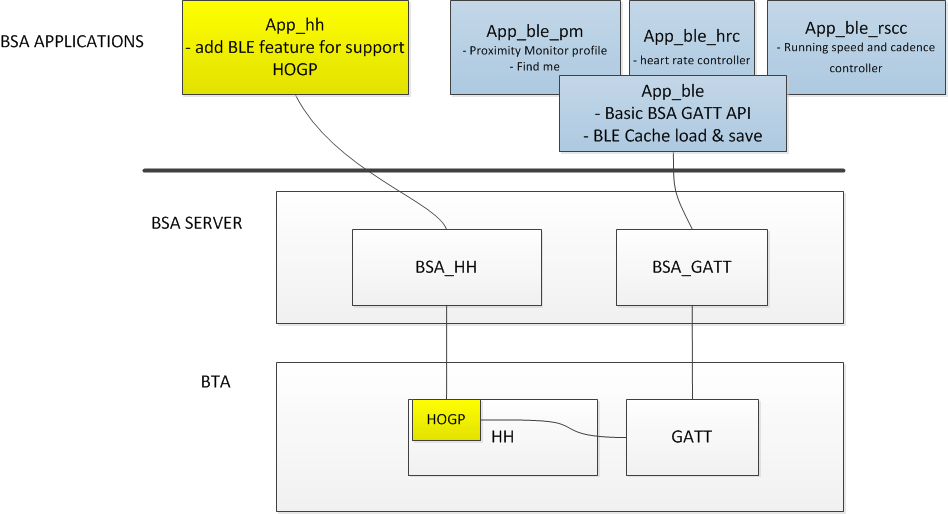 BSA APPLICATIONS
App_hh
- add BLE feature for support
HOGP
App_ble_pm
- Proximity Monitor profile
- Find me
App_ble_hrc
- heart rate controller
App_ble_rscc
- Running speed and cadence
controller
App_ble
- Basic BSA GATT API
- BLE Cache load & save
BSA SERVER
BSA_HH
BSA_GATT
BTA
HOGP
HH
GATT